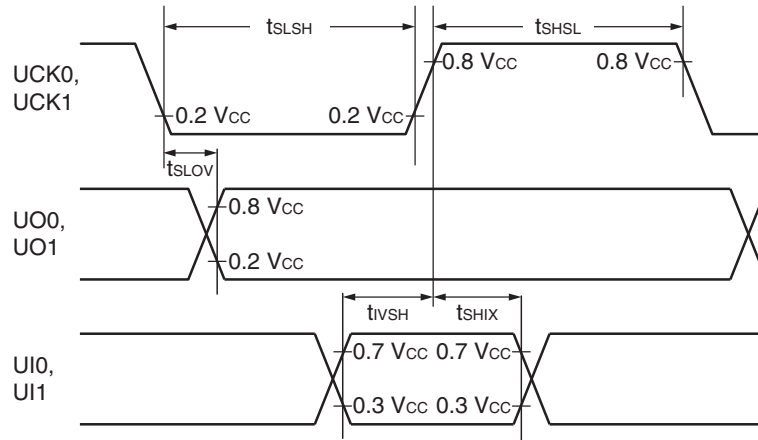 tSLSH
tSHSL
UCK0,
UCK1
0.8 VCC
0.8 VCC
0.2 VCC
0.2 VCC
tSLOV
UO0,
UO1
0.8 VCC
0.2 VCC
tIVSH
tSHIX
UI0,
UI1
0.7 VCC
0.7 VCC
0.3 VCC
0.3 VCC